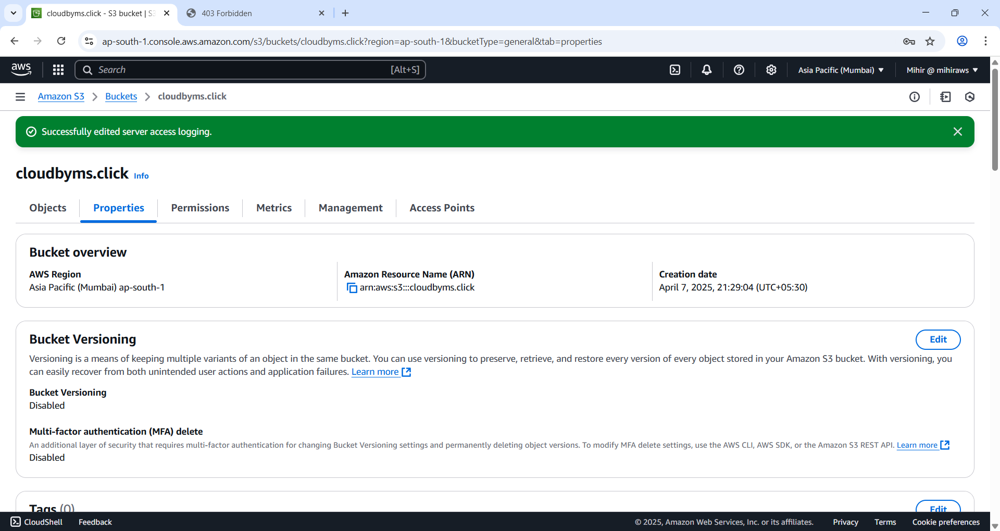 cloudbyms.click - S3 bucket | S3
403 Forbidden
ap-south-1.console.aws.amazon.com/s3/buckets/cloudbyms.click?region=ap-south-1&bucketType=general&tab=properties
aws
Search
[Alt+S]
Asia Pacific (Mumbai)
Mihir @ mihiraws
Amazon S3
Buckets
cloudbyms.click
Successfully edited server access logging.
cloudbyms.click Info
Objects
Properties
Permissions
Metrics
Management
Access Points
Bucket overview
AWS Region
Asia Pacific (Mumbai) ap-south-1
Amazon Resource Name (ARN)
arn:aws:s3:::cloudbyms.click
Creation date
April 7, 2025, 21:29:04 (UTC+05:30)
Bucket Versioning
Edit
Versioning is a means of keeping multiple variants of an object in the same bucket. You can use versioning to preserve, retrieve, and restore every version of every object stored in your Amazon S3 bucket. With versioning, you
can easily recover from both unintended user actions and application failures. Learn more
Bucket Versioning
Disabled
Multi-factor authentication (MFA) delete
An additional layer of security that requires multi-factor authentication for changing Bucket Versioning settings and permanently deleting object versions. To modify MFA delete settings, use the AWS CLI, AWS SDK, or the Amazon S3 REST API. Learn more
Disabled
Tags (0)
Edit
CloudShell
Feedback
© 2025, Amazon Web Services, Inc. or its affiliates.
Privacy
Terms
Cookie preferences